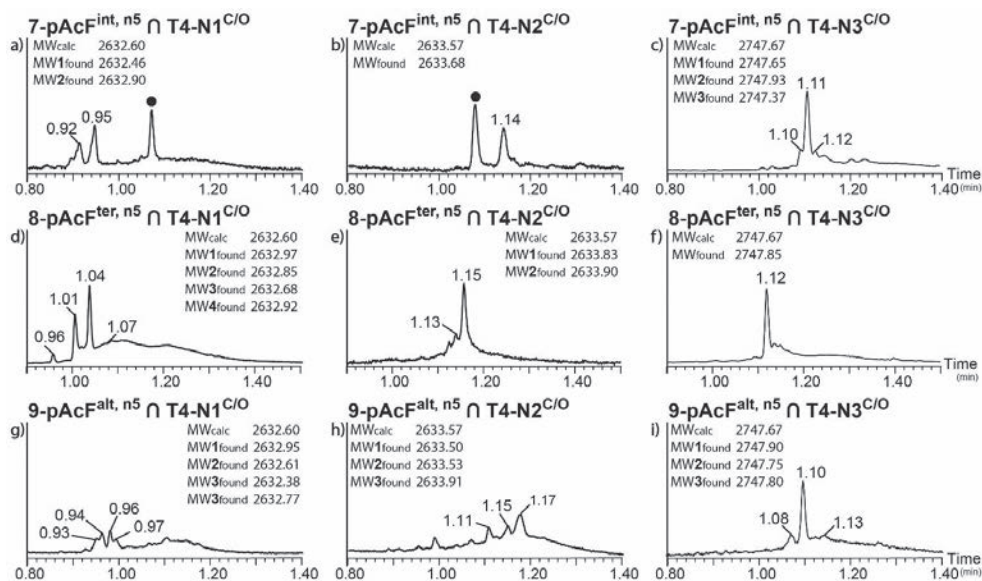 7-pAcF^int, n5 ∩ T4-N1^C/O
a)
MWcalc 2632.60
MW1found 2632.46
MW2found 2632.90
0.92
0.95
0.80 1.00 1.20 1.40
7-pAcF^int, n5 ∩ T4-N2^C/O
b)
MWcalc 2633.57
MWfound 2633.68
1.14
0.80 1.00 1.20 1.40
7-pAcF^int, n5 ∩ T4-N3^C/O
c)
MWcalc 2747.67
MW1found 2747.65
MW2found 2747.93
MW3found 2747.37
1.11
1.10
1.12
Time
(min)
0.80 1.00 1.20 1.40
8-pAcF^ter, n5 ∩ T4-N1^C/O
d)
MWcalc 2632.60
MW1found 2632.97
MW2found 2632.85
MW3found 2632.68
MW4found 2632.92
1.04
1.01
0.96
1.07
1.00 1.20 1.40
8-pAcF^ter, n5 ∩ T4-N2^C/O
e)
MWcalc 2633.57
MW1found 2633.83
MW2found 2633.90
1.15
1.13
1.00 1.20 1.40
8-pAcF^ter, n5 ∩ T4-N3^C/O
f)
MWcalc 2747.67
MWfound 2747.85
1.12
Time
(min)
1.00 1.20 1.40
9-pAcF^alt, n5 ∩ T4-N1^C/O
g)
MWcalc 2632.60
MW1found 2632.95
MW2found 2632.61
MW3found 2632.38
MW3found 2632.77
0.94
0.96
0.93
0.97
0.80 1.00 1.20 1.40
9-pAcF^alt, n5 ∩ T4-N2^C/O
h)
MWcalc 2633.57
MW1found 2633.50
MW2found 2633.53
MW3found 2633.91
1.11
1.15
1.17
0.80 1.00 1.20 1.40
9-pAcF^alt, n5 ∩ T4-N3^C/O
i)
MWcalc 2747.67
MW1found 2747.90
MW2found 2747.75
MW3found 2747.80
1.10
1.08
1.13
Time
(min)
0.80 1.00 1.20 1.40